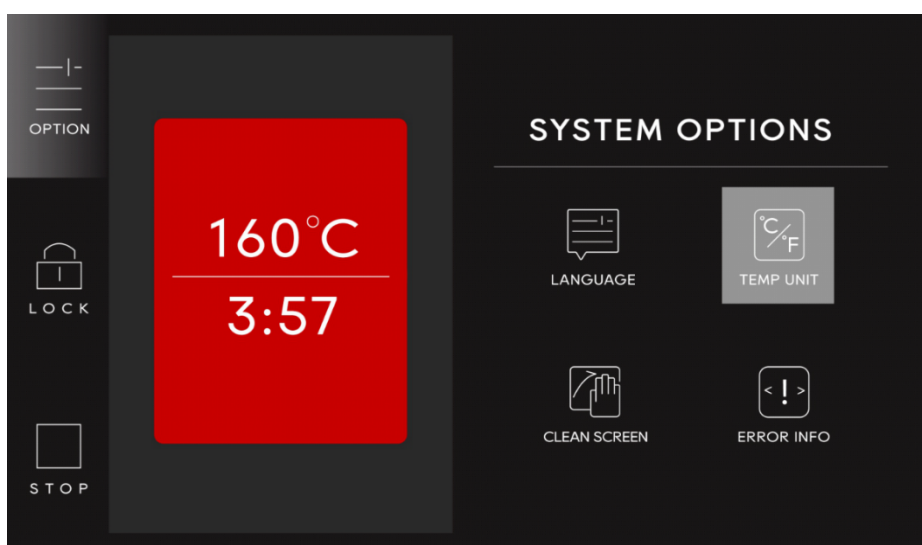 OPTION
LOCK
STOP
160°C
3:57
SYSTEM OPTIONS
LANGUAGE
°C/°F
TEMP UNIT
CLEAN SCREEN
<!>
ERROR INFO